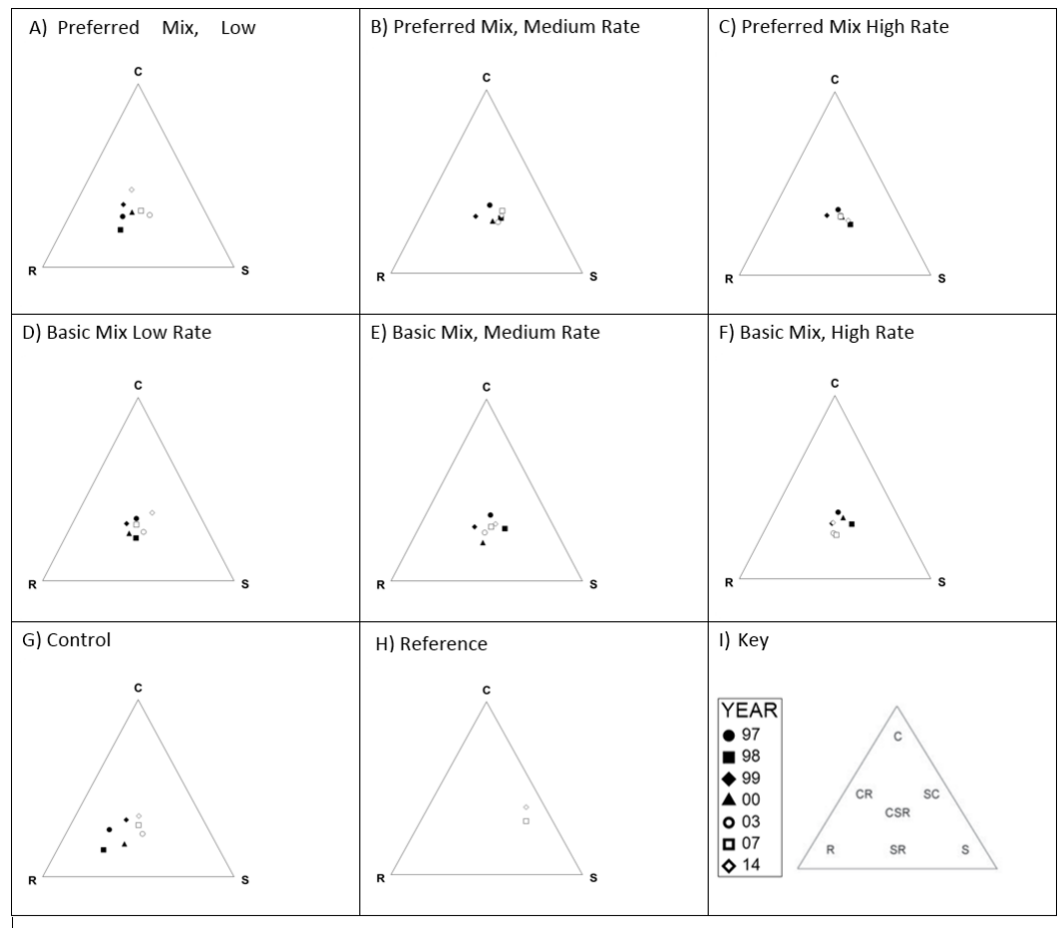 A) Preferred Mix, Low
C
R
S
B) Preferred Mix, Medium Rate
C
R
S
C) Preferred Mix High Rate
C
R
S
D) Basic Mix Low Rate
C
R
S
E) Basic Mix, Medium Rate
C
R
S
F) Basic Mix, High Rate
C
R
S
G) Control
C
R
S
H) Reference
C
R
S
I) Key
YEAR
97
98
99
00
03
07
14
C
CR SC
CSR
R SR S